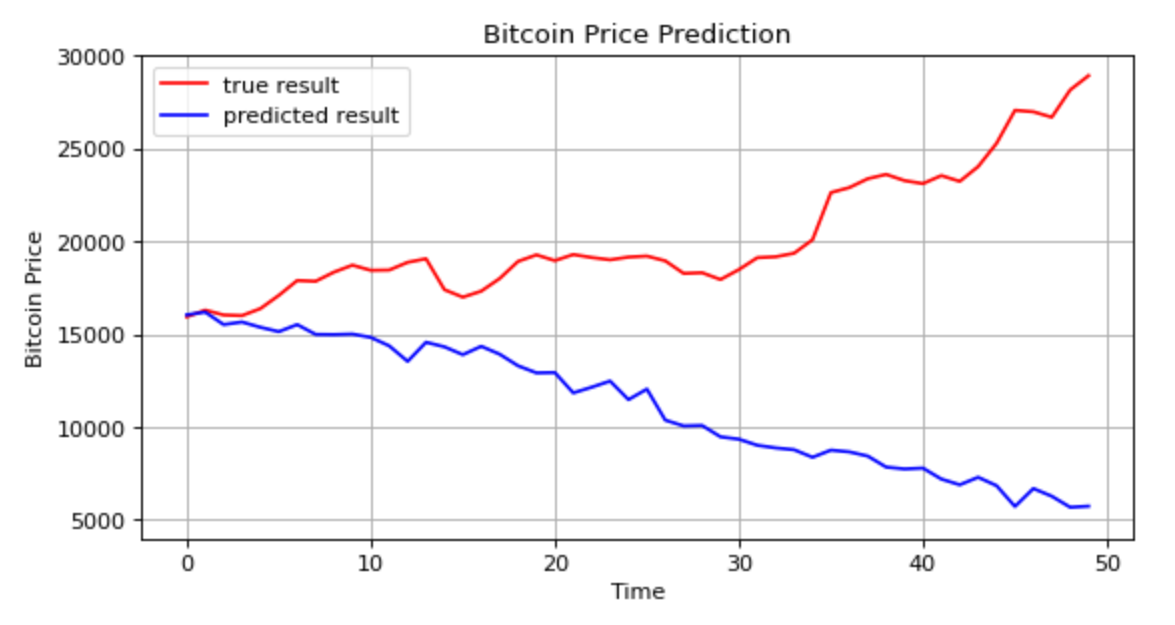 Bitcoin Price Prediction
true result
predicted result
30000
25000
20000
15000
10000
5000
Bitcoin Price
0 10 20 30 40 50
Time